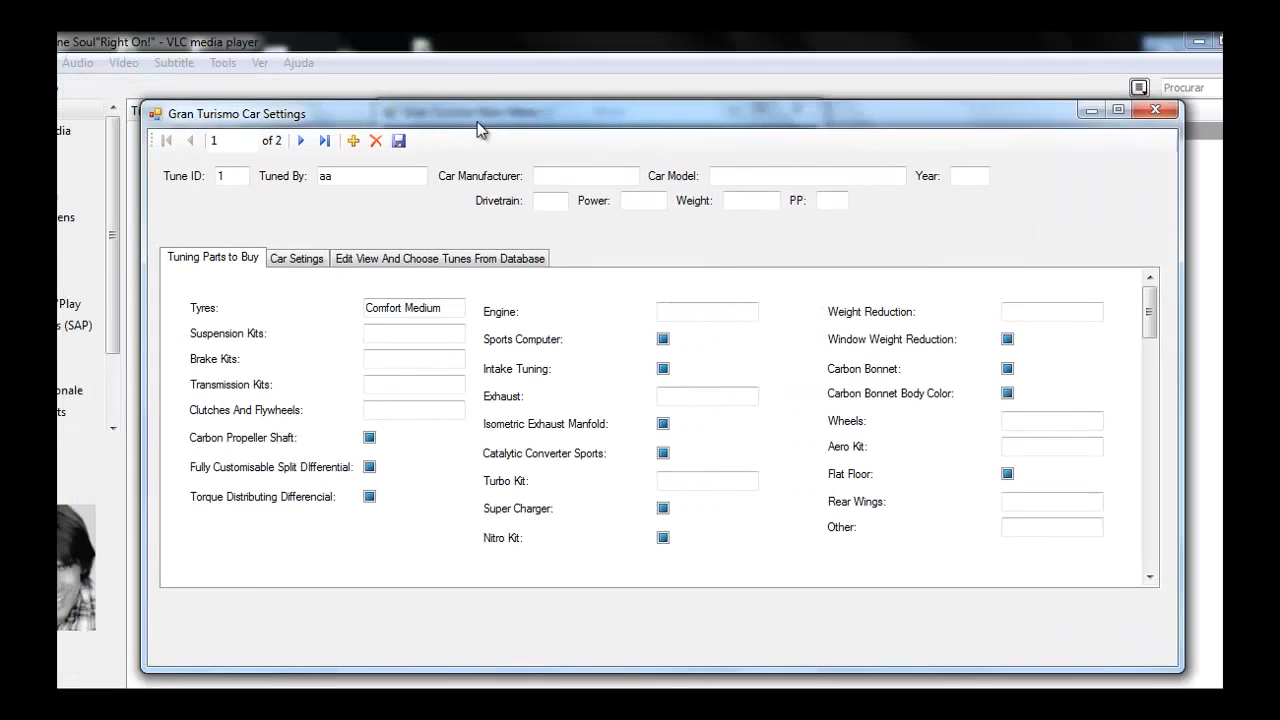 ne Soul"Right On!" - VLC media player
Áudio Vídeo Subtitle Tools Ver Ajuda
Procurar
Gran Turismo Car Settings
1 of 2
Tune ID: 1 Tuned By: aa Car Manufacturer: Car Model: Year:
Drivetrain: Power: Weight: PP:
Tuning Parts to Buy Car Setings Edit View And Choose Tunes From Database
Tyres: Comfort Medium
Suspension Kits:
Brake Kits:
Transmission Kits:
Clutches And Flywheels:
Carbon Propeller Shaft:
Fully Customisable Split DIfferential:
Torque Distributing Differencial:
Engine:
Sports Computer:
Intake Tuning:
Exhaust:
Isometric Exhaust Manfold:
Catalytic Converter Sports:
Turbo Kit:
Super Charger:
Nitro Kit:
Weight Reduction:
Window Weight Reduction:
Carbon Bonnet:
Carbon Bonnet Body Color:
Wheels:
Aero Kit:
Flat Floor:
Rear Wings:
Other:
dia
ens
'Play
s (SAP)
onale
ts